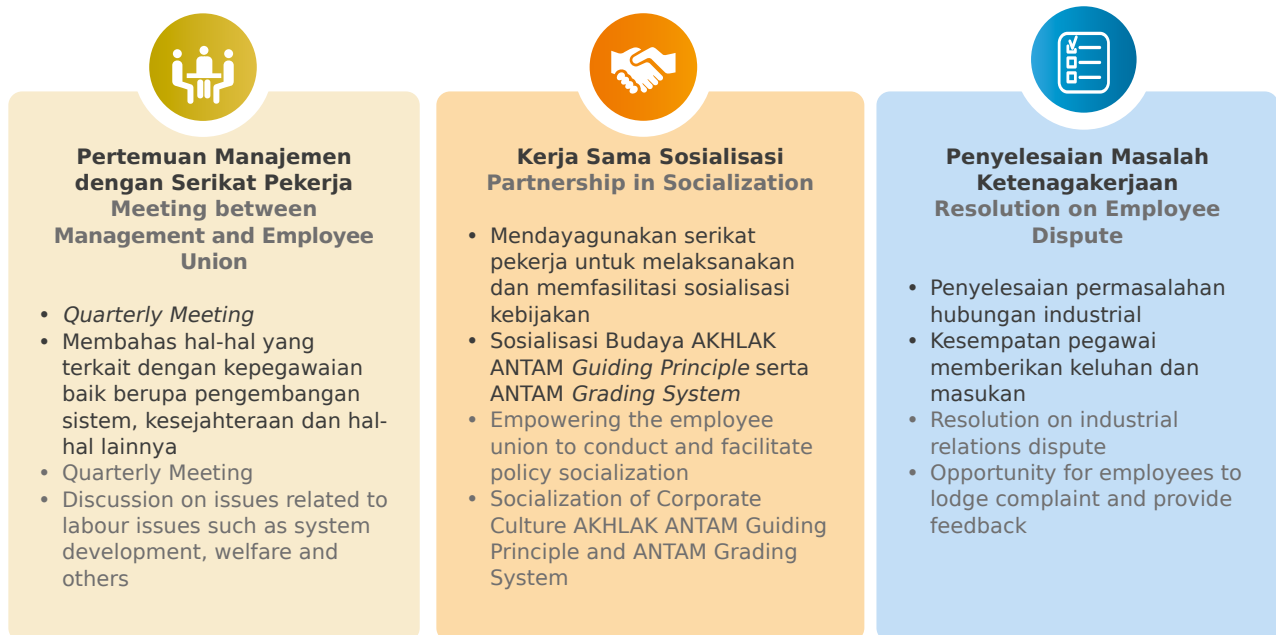 Pertemuan Manajemen
dengan Serikat Pekerja
Meeting between
Management and Employee
Union
• Quarterly Meeting
• Membahas hal-hal yang
terkait dengan kepegawaian
baik berupa pengembangan
sistem, kesejahteraan dan hal-
hal lainnya
• Quarterly Meeting
• Discussion on issues related to
labour issues such as system
development, welfare and
others
Kerja Sama Sosialisasi
Partnership in Socialization
• Mendayagunakan serikat
pekerja untuk melaksanakan
dan memfasilitasi sosialisasi
kebijakan
• Sosialisasi Budaya AKHLAK
ANTAM Guiding Principle serta
ANTAM Grading System
• Empowering the employee
union to conduct and facilitate
policy socialization
• Socialization of Corporate
Culture AKHLAK ANTAM Guiding
Principle and ANTAM Grading
System
Penyelesaian Masalah
Ketenagakerjaan
Resolution on Employee
Dispute
• Penyelesaian permasalahan
hubungan industrial
• Kesempatan pegawai
memberikan keluhan dan
masukan
• Resolution on industrial
relations dispute
• Opportunity for employees to
lodge complaint and provide
feedback